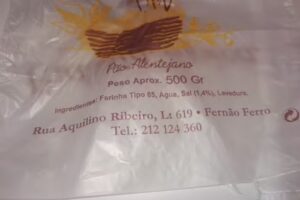 Pão Alentejano
Peso Aprox. 500 Gr
Ingredientes: Farinha Tipo 65, Água, Sal (1,4%), Levedura.
Rua Aquilino Ribeiro, Lt 619 • Fernão Ferro
Tel.: 212 124 360